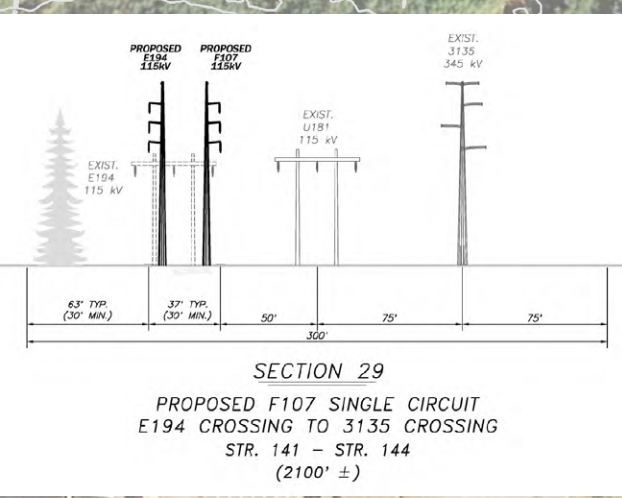 PROPOSED
E194
115kV
PROPOSED
F107
115kV
EXIST.
3135
345 kV
EXIST.
U181
115 kV
EXIST.
E194
115 kV
63' TYP.
(30' MIN.)
37' TYP.
(30' MIN.)
50'
75'
75'
300'
SECTION 29
PROPOSED F107 SINGLE CIRCUIT
E194 CROSSING TO 3135 CROSSING
STR. 141 – STR. 144
(2100' ±)